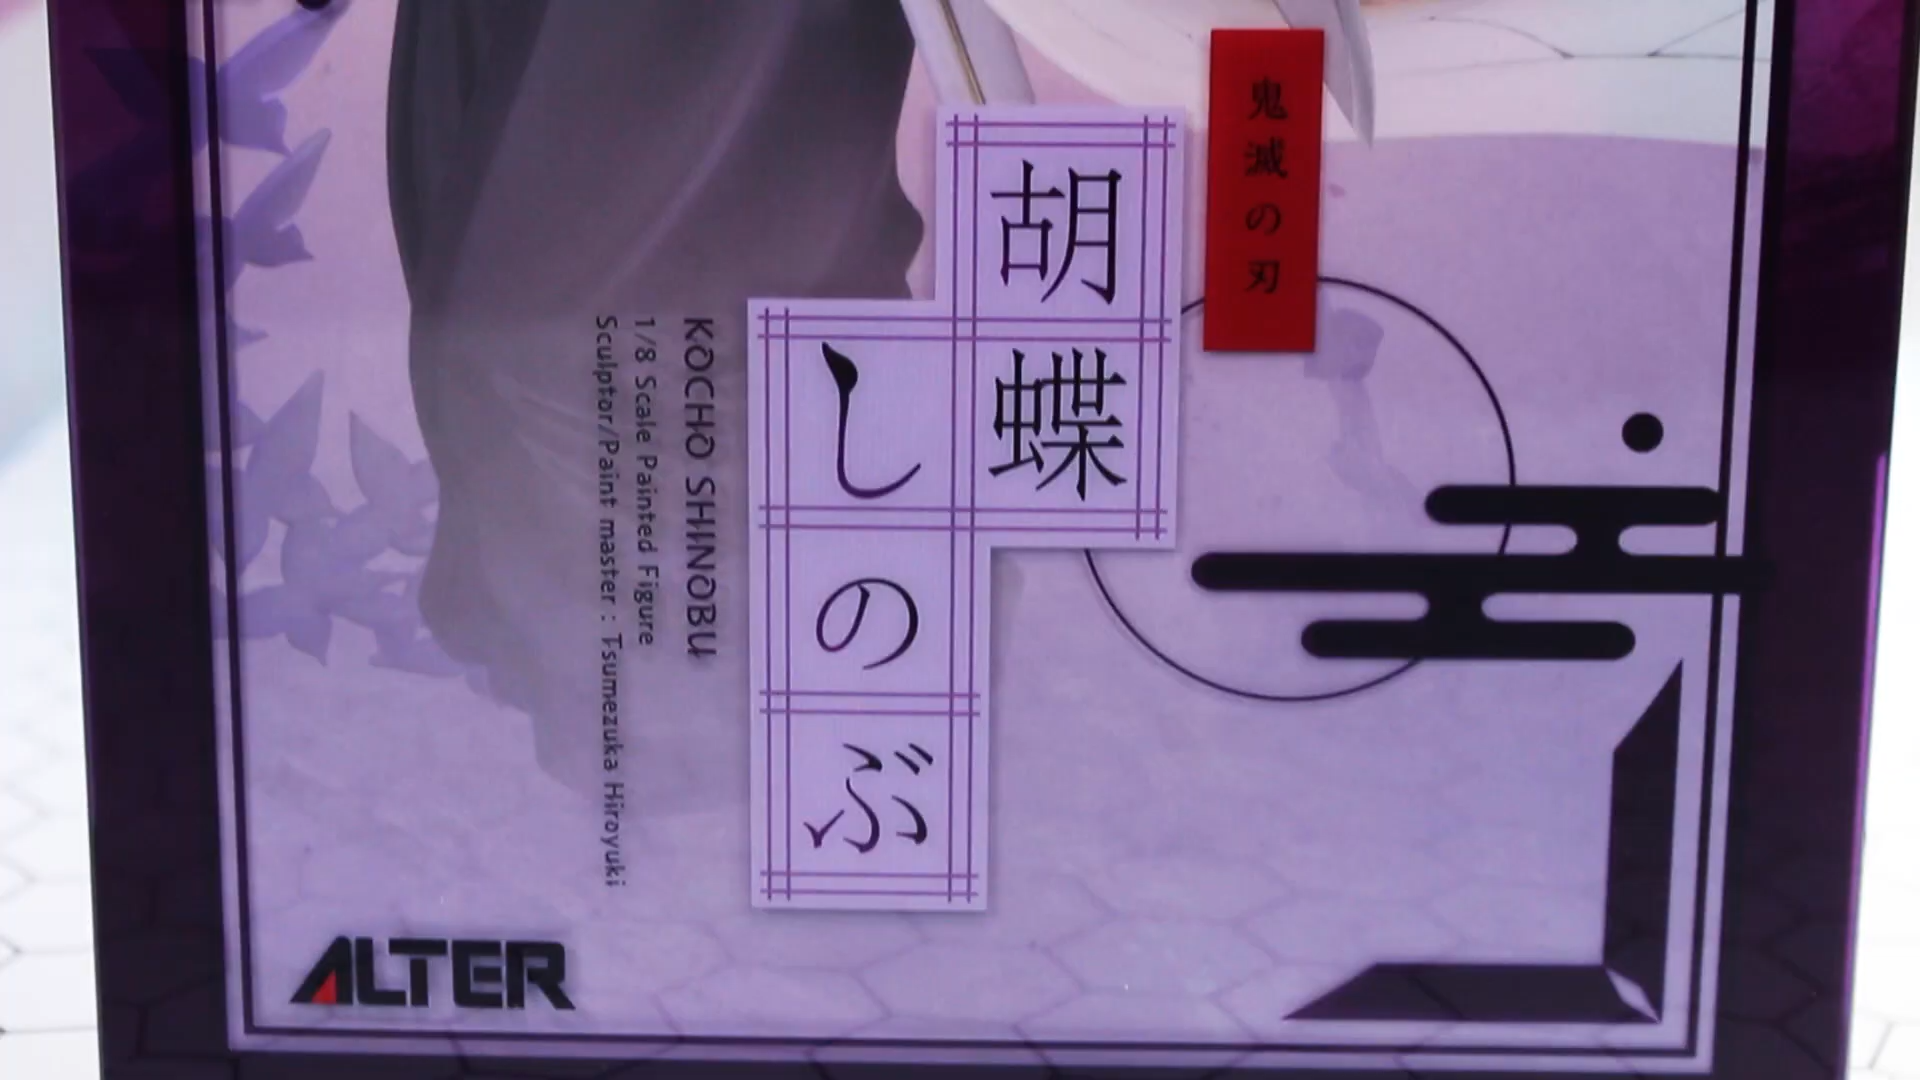 鬼滅の刃
胡蝶
しのぶ
KOCHO SHINOBU
1/8 Scale Painted Figure
Sculptor/Paint master : Tsumezuka Hiroyuki
ALTER